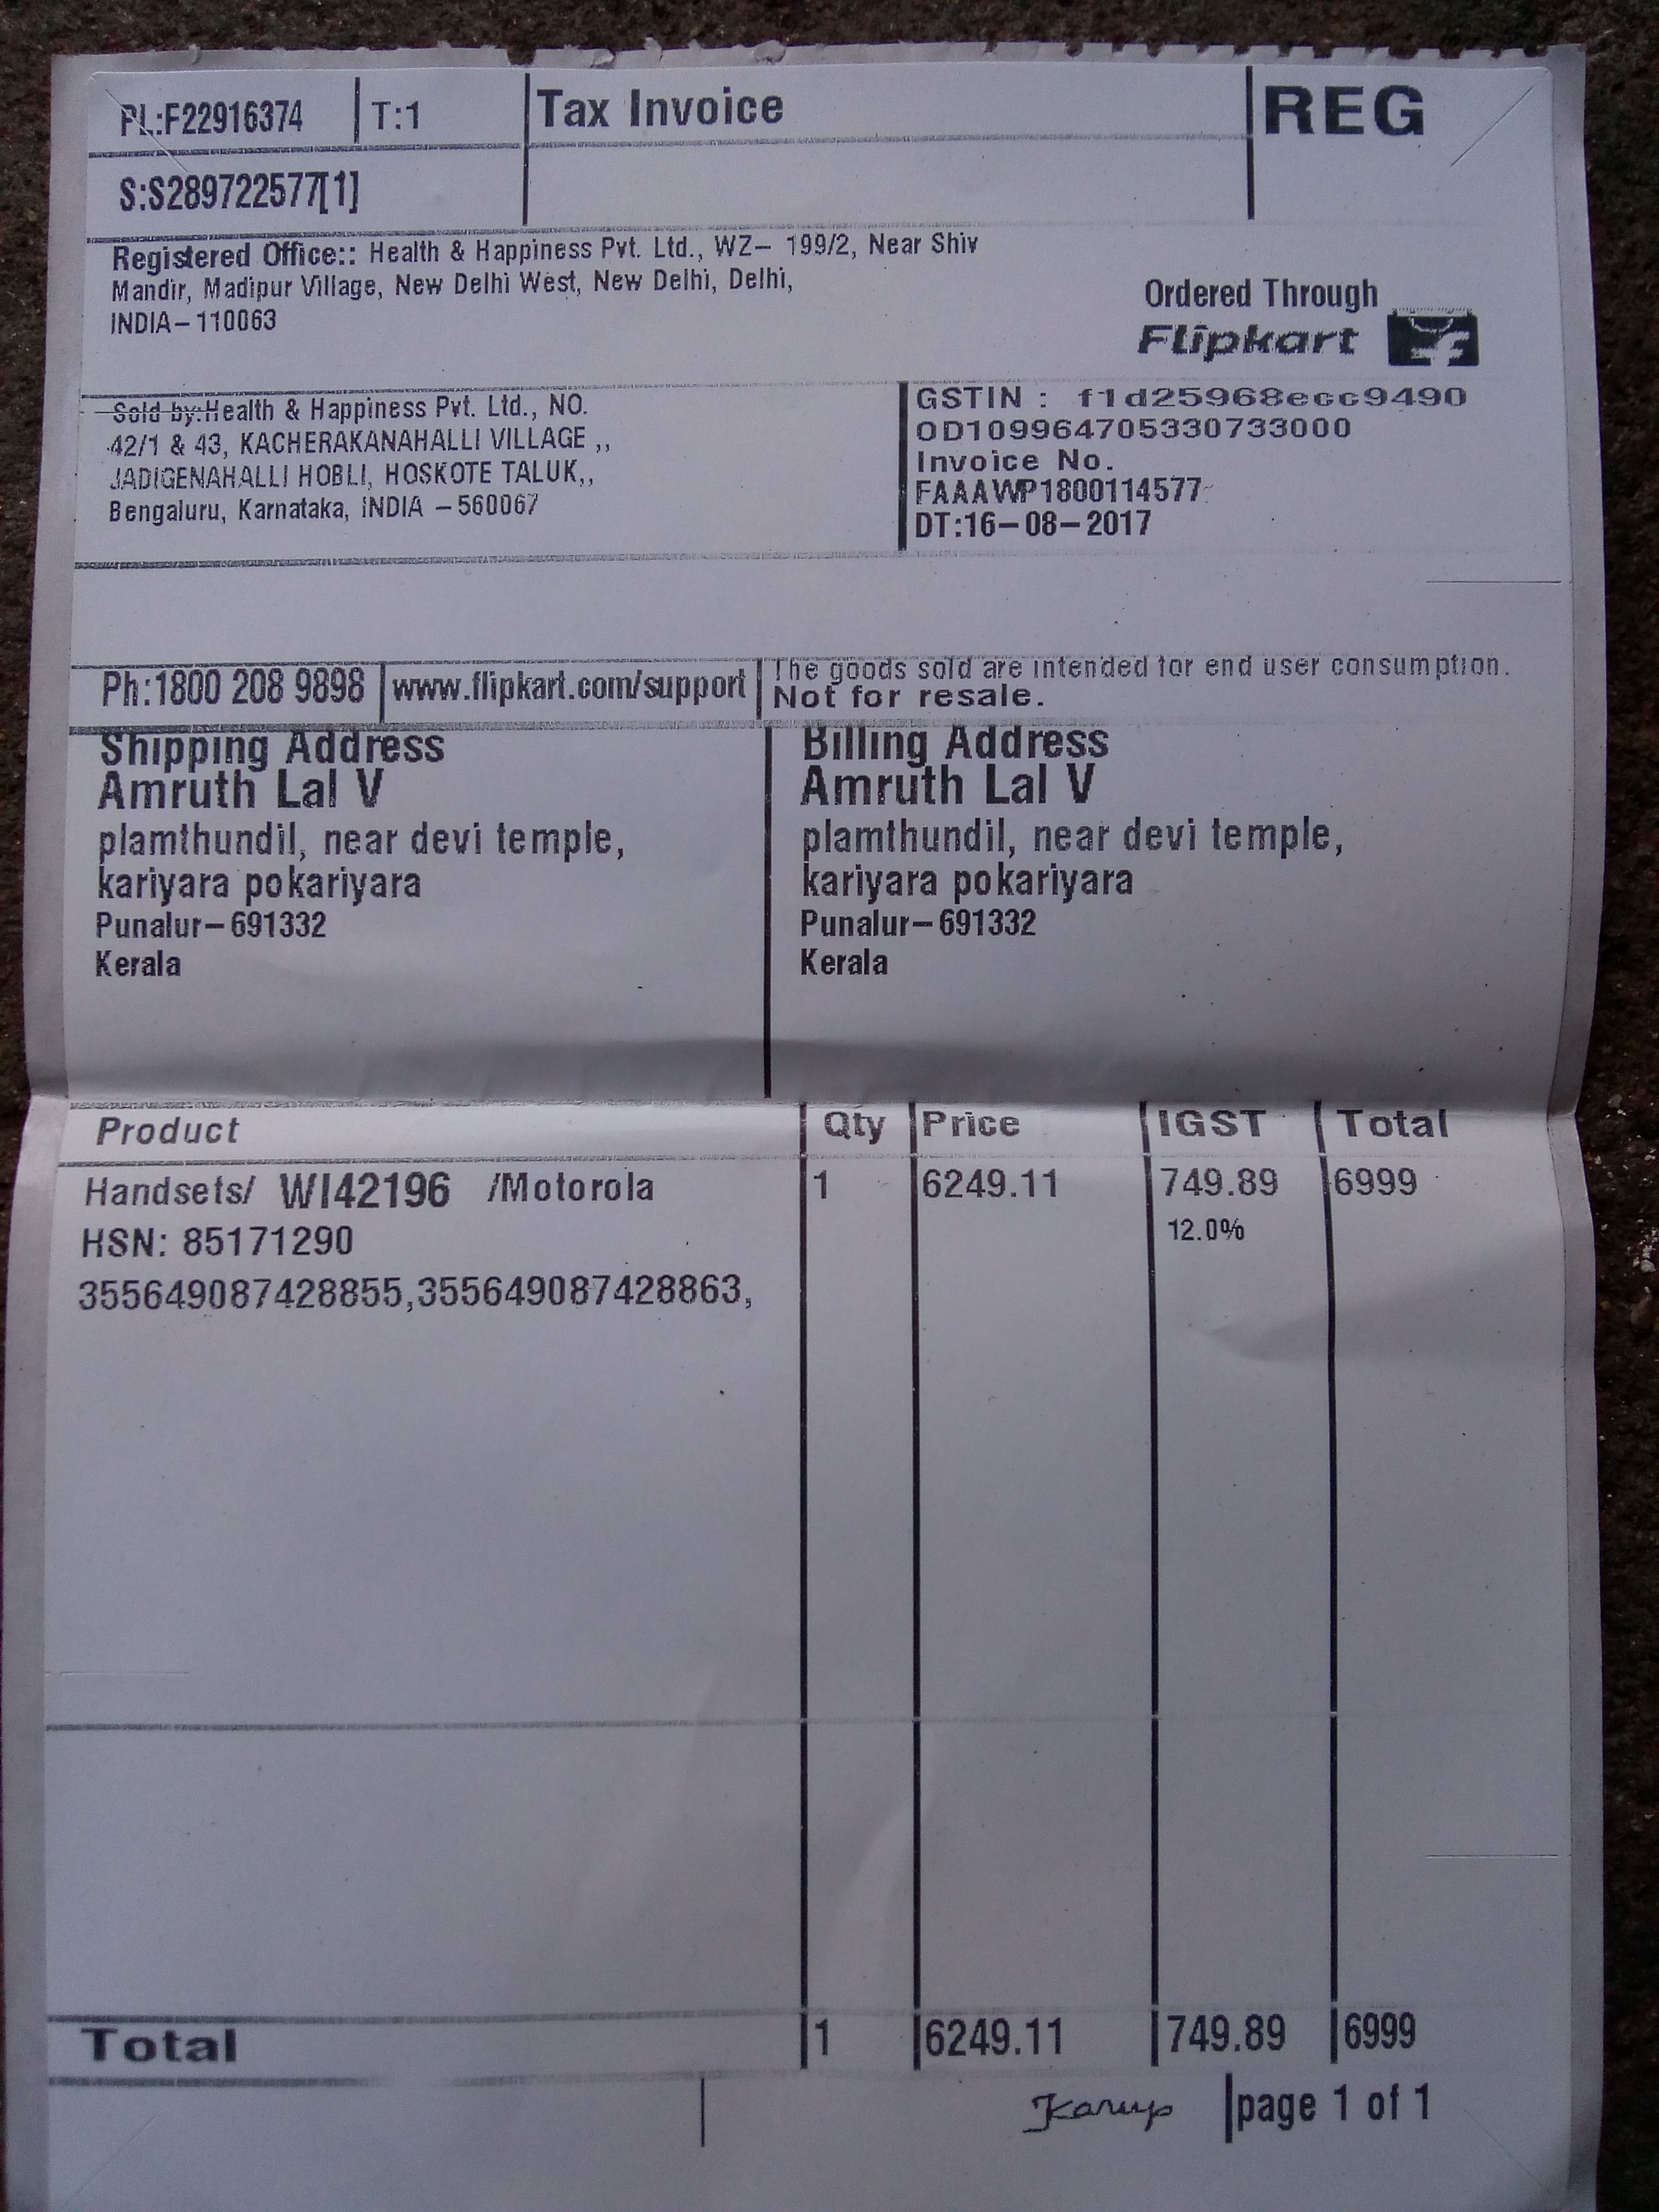 PL:F22916374 T:1 Tax Invoice REG
S:S289722577[1]
Registered Office:: Health & Happiness Pvt. Ltd., WZ- 199/2, Near Shiv
Mandir, Madipur Village, New Delhi West, New Delhi, Delhi,
INDIA-110063
Ordered Through
Flipkart
Sold by:Health & Happiness Pvt. Ltd., NO.
42/1 & 43, KACHERAKANAHALLI VILLAGE ,,
JADIGENAHALLI HOBLI, HOSKOTE TALUK,,
Bengaluru, Karnataka, INDIA -560067
GSTIN : f1d25968ecc9490
OD109964705330733000
Invoice No.
FAAAWP1800114577
DT:16-08-2017
Ph:1800 208 9898 www.flipkart.com/support
The goods sold are intended for end user consumption.
Not for resale.
Shipping Address
Amruth Lal V
plamthundil, near devi temple,
kariyara pokariyara
Punalur-691332
Kerala
Billing Address
Amruth Lal V
plamthundil, near devi temple,
kariyara pokariyara
Punalur-691332
Kerala
Product Qty Price IGST Total
Handsets/ WI42196 /Motorola 1 6249.11 749.89 6999
HSN: 85171290 12.0%
355649087428855,355649087428863,
Total 1 6249.11 749.89 6999
page 1 of 1